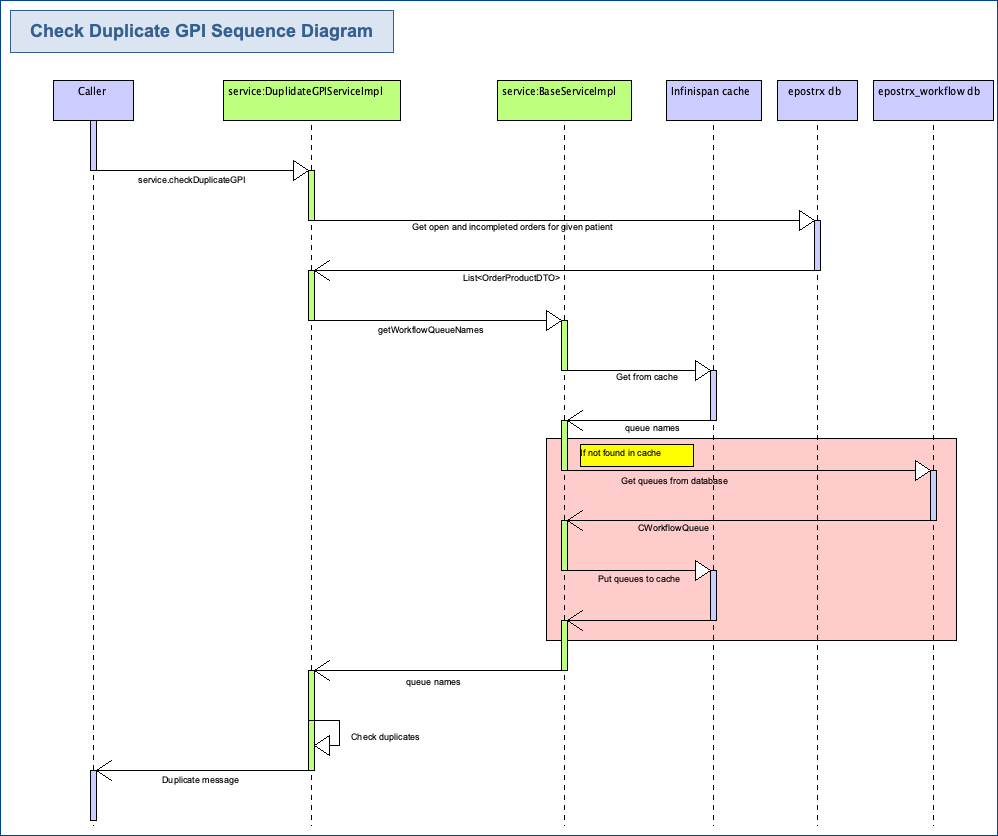 Check Duplicate GPI Sequence Diagram
Caller
service:DuplidateGPIServiceImpl
service:BaseServiceImpl
Infinispan cache
epostrx db
epostrx_workflow db
service.checkDuplicateGPI
Get open and incompleted orders for given patient
List<OrderProductDTO>
getWorkflowQueueNames
Get from cache
queue names
If not found in cache
Get queues from database
CWorkflowQueue
Put queues to cache
queue names
Check duplicates
Duplicate message